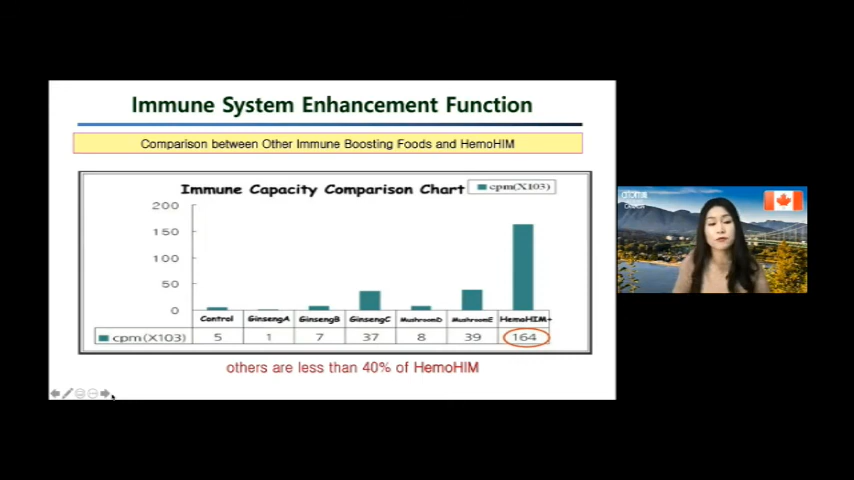 Immune System Enhancement Function
Comparison between Other Immune Boosting Foods and HemoHIM
Immune Capacity Comparison Chart
cpm(X103)
200
150
100
50
0
Control GinsengA GinsengB GinsengC MushroomD MushroomE HemoHIM+
cpm(X103) 5 1 7 37 8 39 164
others are less than 40% of HemoHIM